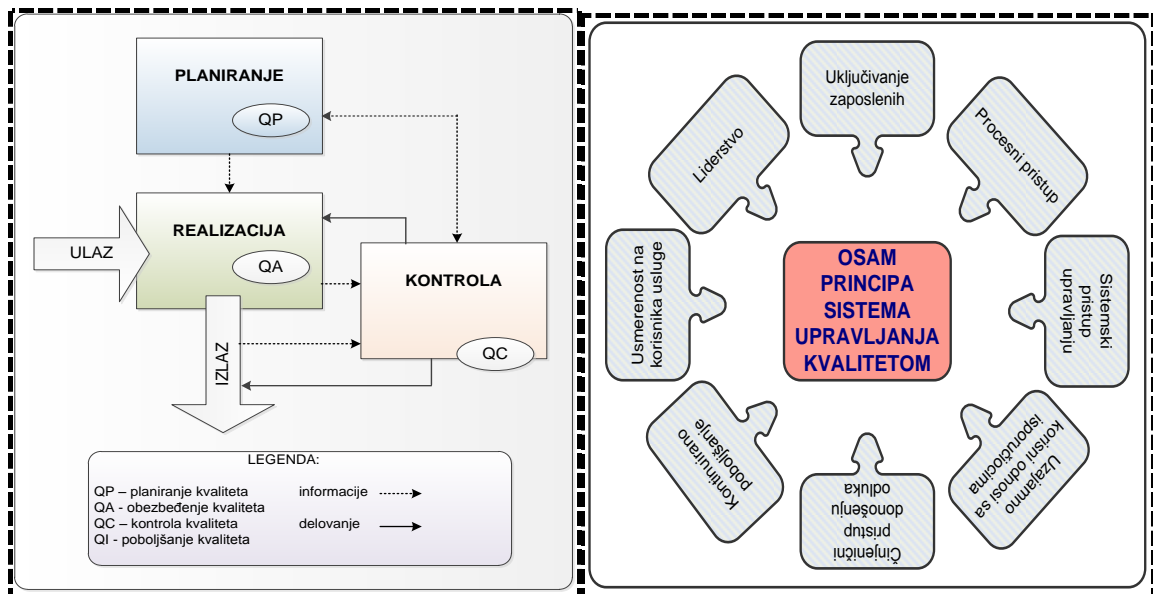 PLANIRANJE
QP
REALIZACIJA
ULAZ
QA
KONTROLA
QC
IZLAZ
LEGENDA:
QP – planiranje kvaliteta
informacije
QA - obezbeđenje kvaliteta
QC – kontrola kvaliteta
delovanje
QI - poboljšanje kvaliteta
Uključivanje
zaposlenih
Procesni pristup
Sistemski
pristup
upravljanju
Uzajamno
korisni odnosi sa
isporučiocima
Činjenični
pristup
donošenju
odluka
Kontinuirano
poboljšanje
Usmerenost na
korisnika usluge
Liderstvo
OSAM
PRINCIPA
SISTEMA
UPRAVLJANJA
KVALITETOM